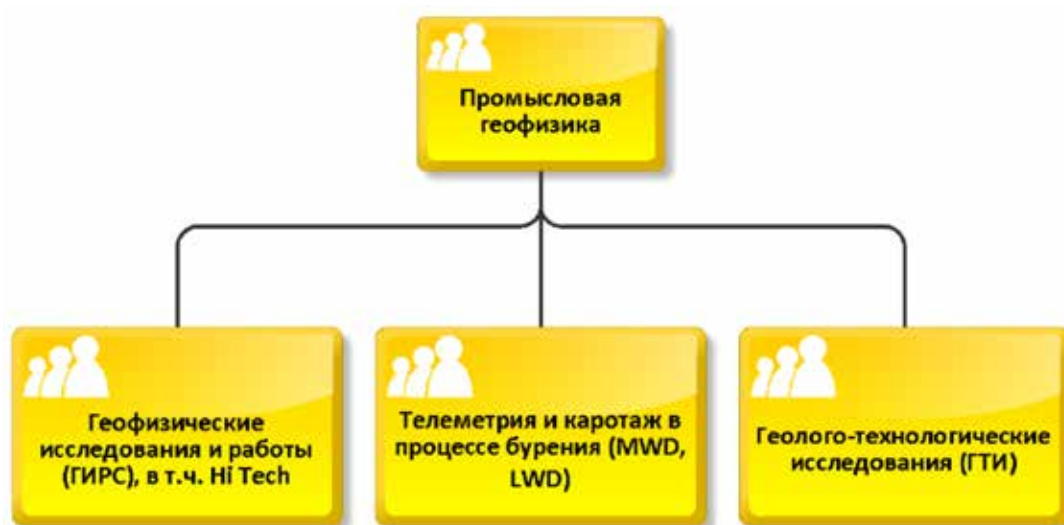 Промысловая
геофизика
Геофизические
исследования и работы
(ГИРС), в т.ч. Hi Tech
Телеметрия и каротаж в
процессе бурения (MWD,
LWD)
Геолого-технологические
исследования (ГТИ)